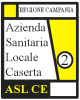 REGIONE CAMPANIA
Azienda
Sanitaria
Locale
Caserta
2
ASL CE